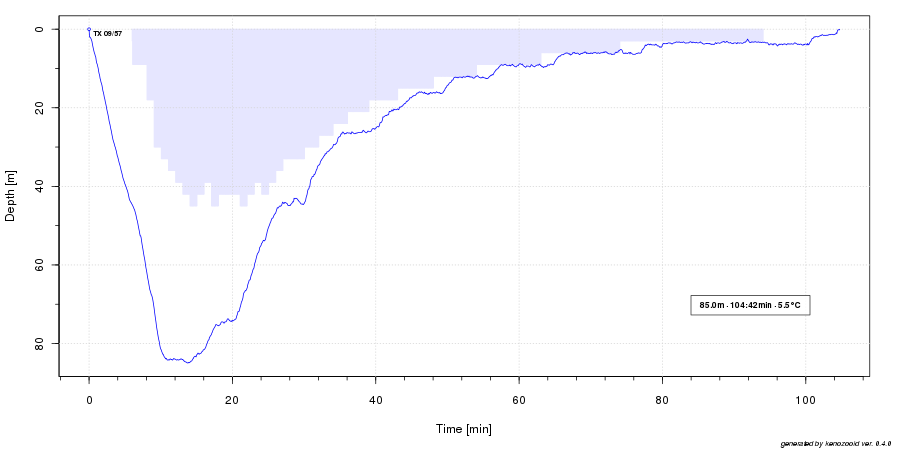 TX 09/57
0
20
40
60
80
Depth [m]
85.0m · 104:42min · 5.5°C
0 20 40 60 80 100
Time [min]
generated by kenozooid ver. 0.4.0